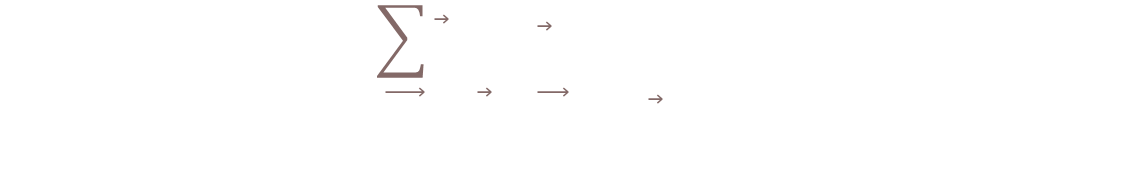 ∑ → →
⟶ → ⟶ →